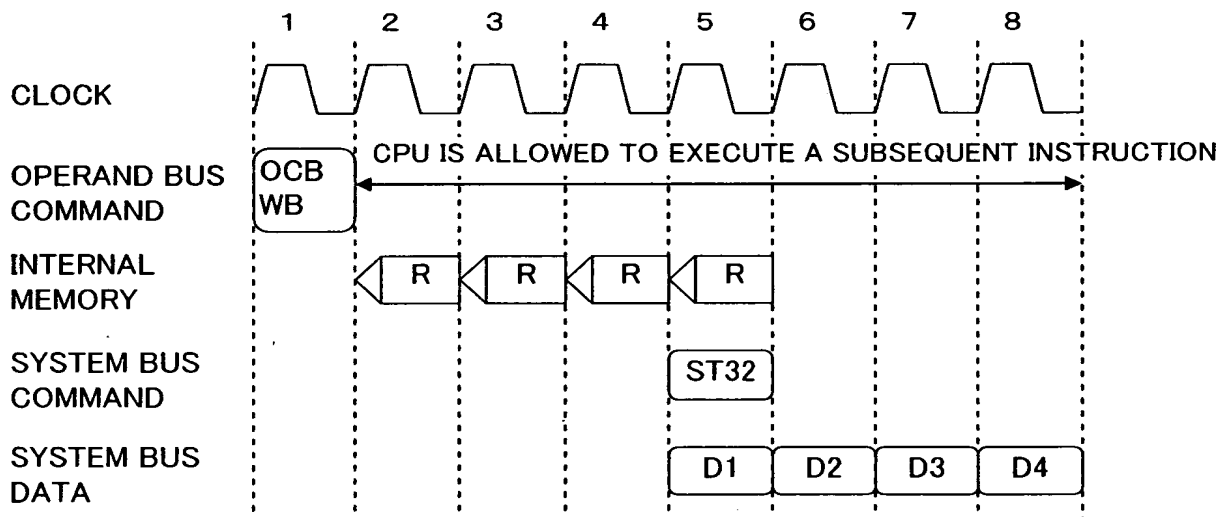 1 2 3 4 5 6 7 8
CLOCK
CPU IS ALLOWED TO EXECUTE A SUBSEQUENT INSTRUCTION
OPERAND BUS
COMMAND
OCB
WB
INTERNAL
MEMORY
R R R R
SYSTEM BUS
COMMAND
ST32
SYSTEM BUS
DATA
D1 D2 D3 D4